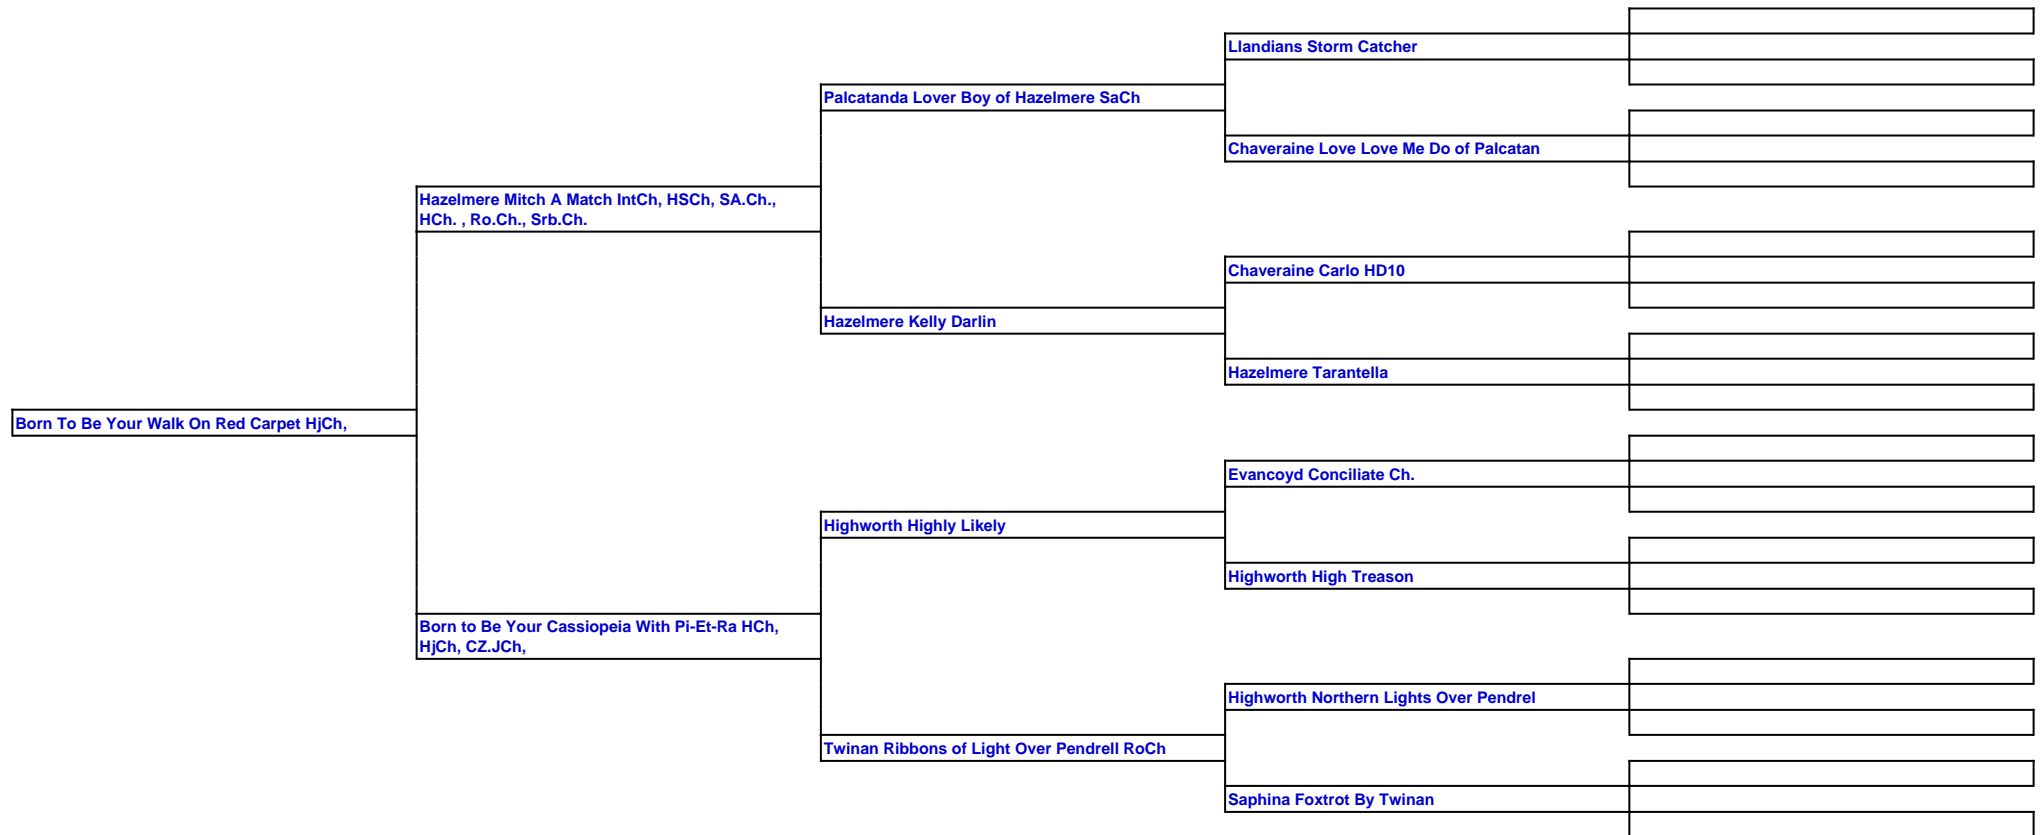 Llandians Storm Catcher
Palcatanda Lover Boy of Hazelmere SaCh
Chaveraine Love Love Me Do of Palcatan
Hazelmere Mitch A Match IntCh, HSCh, SA.Ch.,
HCh. , Ro.Ch., Srb.Ch.
Chaveraine Carlo HD10
Hazelmere Kelly Darlin
Hazelmere Tarantella
Born To Be Your Walk On Red Carpet HjCh,
Evancoyd Conciliate Ch.
Highworth Highly Likely
Highworth High Treason
Born to Be Your Cassiopeia With Pi-Et-Ra HCh,
HjCh, CZ.JCh,
Highworth Northern Lights Over Pendrel
Twinan Ribbons of Light Over Pendrell RoCh
Saphina Foxtrot By Twinan